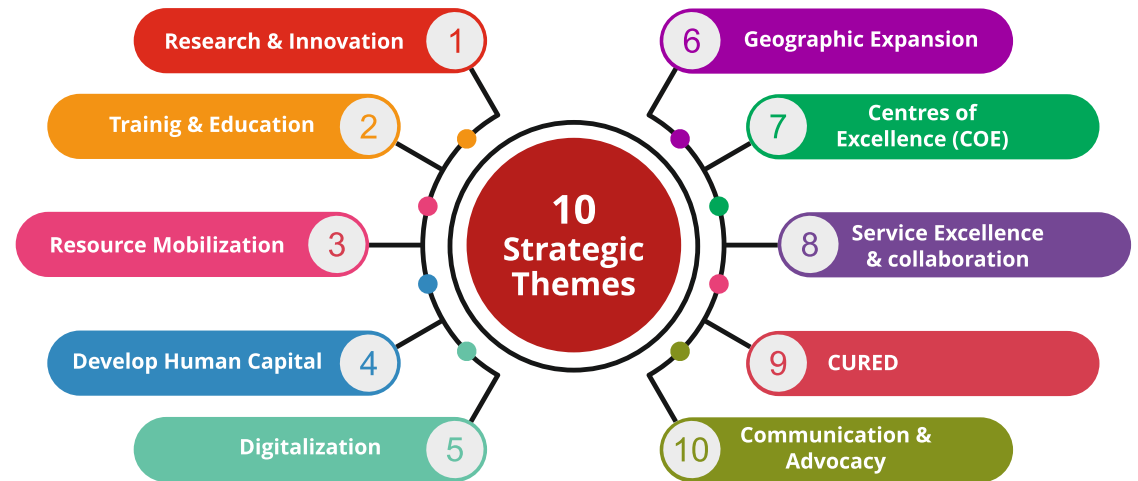 Research & Innovation
1
Trainig & Education
2
Resource Mobilization
3
Develop Human Capital
4
Digitalization
5
10
Strategic
Themes
6
Geographic Expansion
7
Centres of
Excellence (COE)
8
Service Excellence
& collaboration
9
CURED
10
Communication &
Advocacy